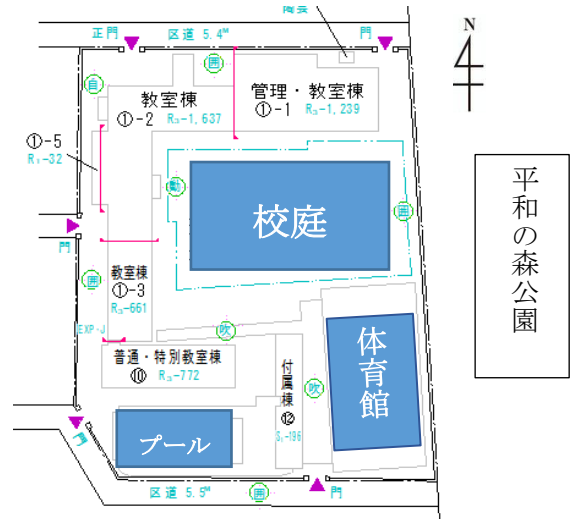 正門
区道 5.4M
門
N
囲
自
教室棟
①-2 R3-1,637
管理・教室棟
①-1 R3-1,239
①-5
R1-32
動
校庭
囲
平和の森公園
門
囲
教室棟
①-3
R3-661
EXP・J
吹
普通・特別教室棟
⑩ R3-772
付属棟
⑫
S1-196
吹
体育館
プール
門
区道 5.5M
囲
門